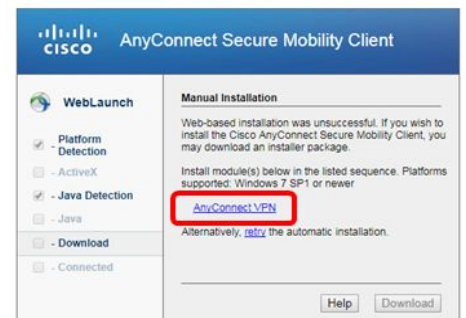 CISCO
AnyConnect Secure Mobility Client
WebLaunch
- Platform
Detection
- ActiveX
- Java Detection
- Java
- Download
- Connected
Manual Installation
Web-based installation was unsuccessful. If you wish to
install the Cisco AnyConnect Secure Mobility Client, you
may download an installer package.
Install module(s) below in the listed sequence. Platforms
supported: Windows 7 SP1 or newer
AnyConnect VPN
Alternatively, retry the automatic installation.
Help
Download